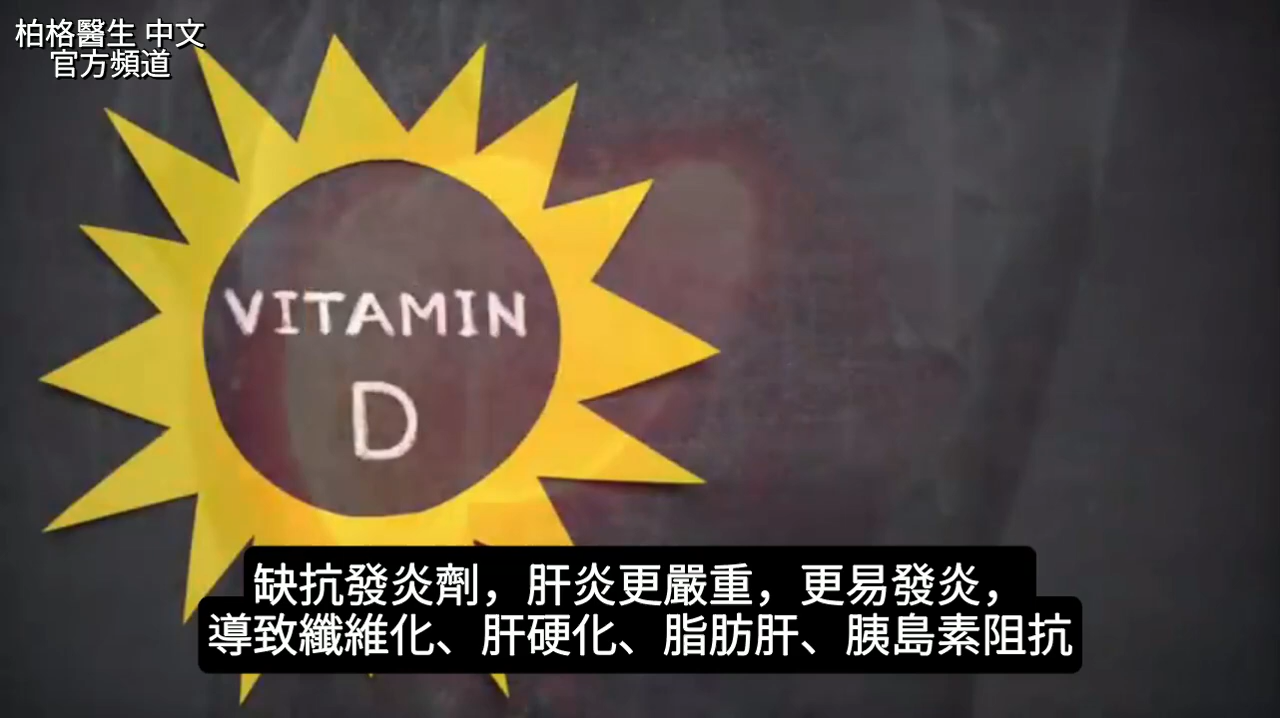 柏格醫生 中文
官方頻道
VITAMIN
D
缺抗發炎劑，肝炎更嚴重，更易發炎，
導致纖維化、肝硬化、脂肪肝、胰島素阻抗